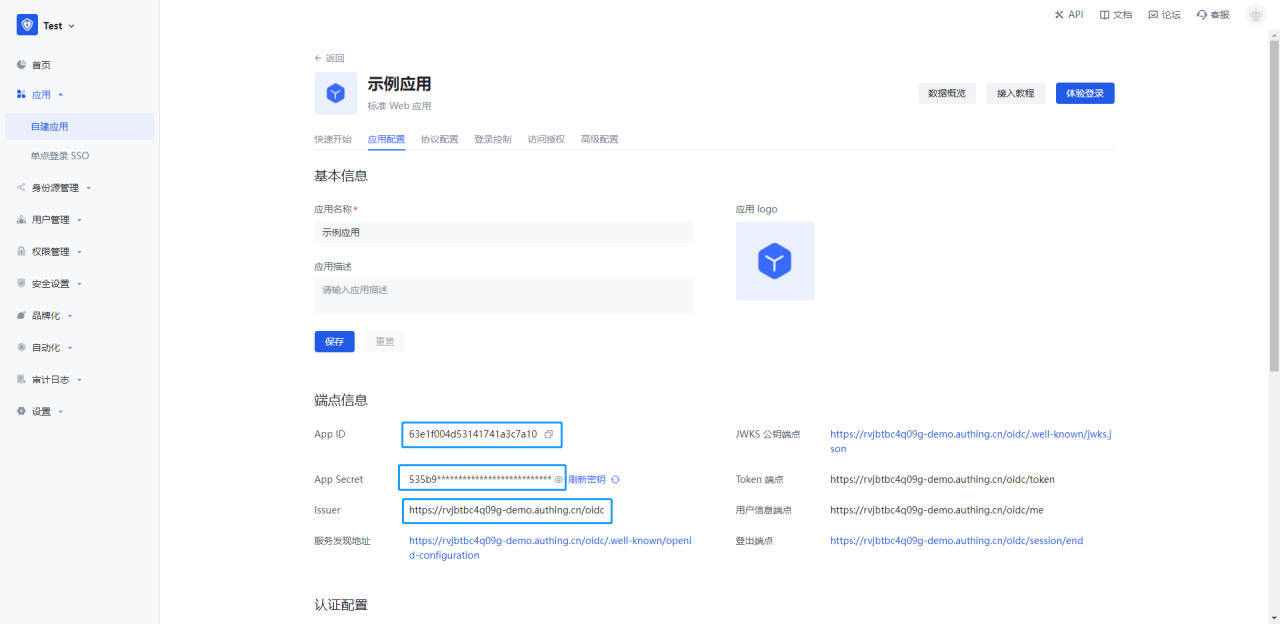 Test
API
文档
论坛
客服
首页
应用
自建应用
单点登录 SSO
身份源管理
用户管理
权限管理
安全设置
品牌化
自动化
审计日志
设置
← 返回
示例应用
标准 Web 应用
数据概览
接入教程
体验登录
快速开始
应用配置
协议配置
登录控制
访问授权
高级配置
基本信息
应用名称*
示例应用
应用描述
请输入应用描述
应用 logo
保存
重置
端点信息
App ID
63e1f004d53141741a3c7a10
JWKS 公钥端点
https://rvjbtbc4q09g-demo.authing.cn/oidc/.well-known/jwks.j
son
App Secret
535b9***************************
刷新密钥
Token 端点
https://rvjbtbc4q09g-demo.authing.cn/oidc/token
Issuer
https://rvjbtbc4q09g-demo.authing.cn/oidc
用户信息端点
https://rvjbtbc4q09g-demo.authing.cn/oidc/me
服务发现地址
https://rvjbtbc4q09g-demo.authing.cn/oidc/.well-known/openi
d-configuration
登出端点
https://rvjbtbc4q09g-demo.authing.cn/oidc/session/end
认证配置